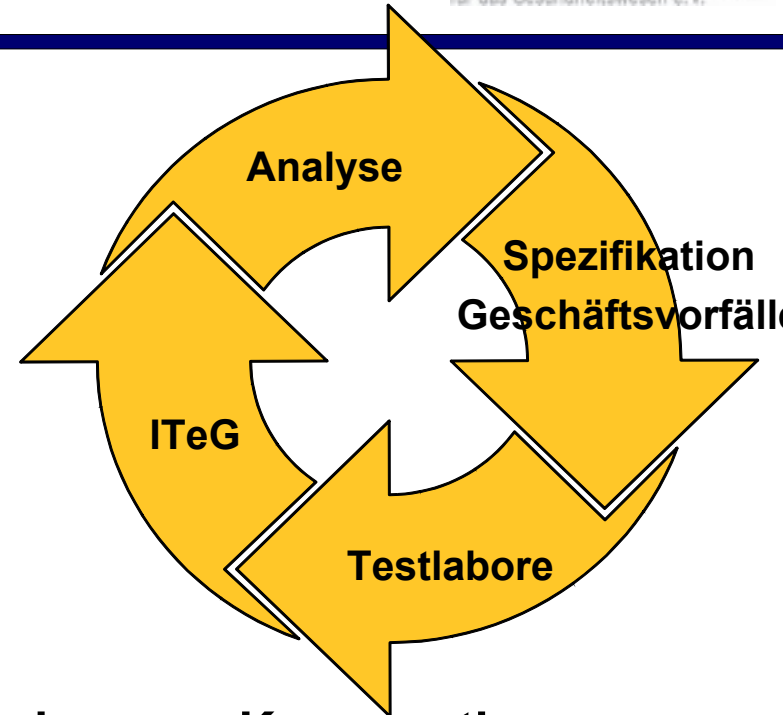 Analyse
Spezifikation
Geschäftsvorfälle
ITeG
Testlabore